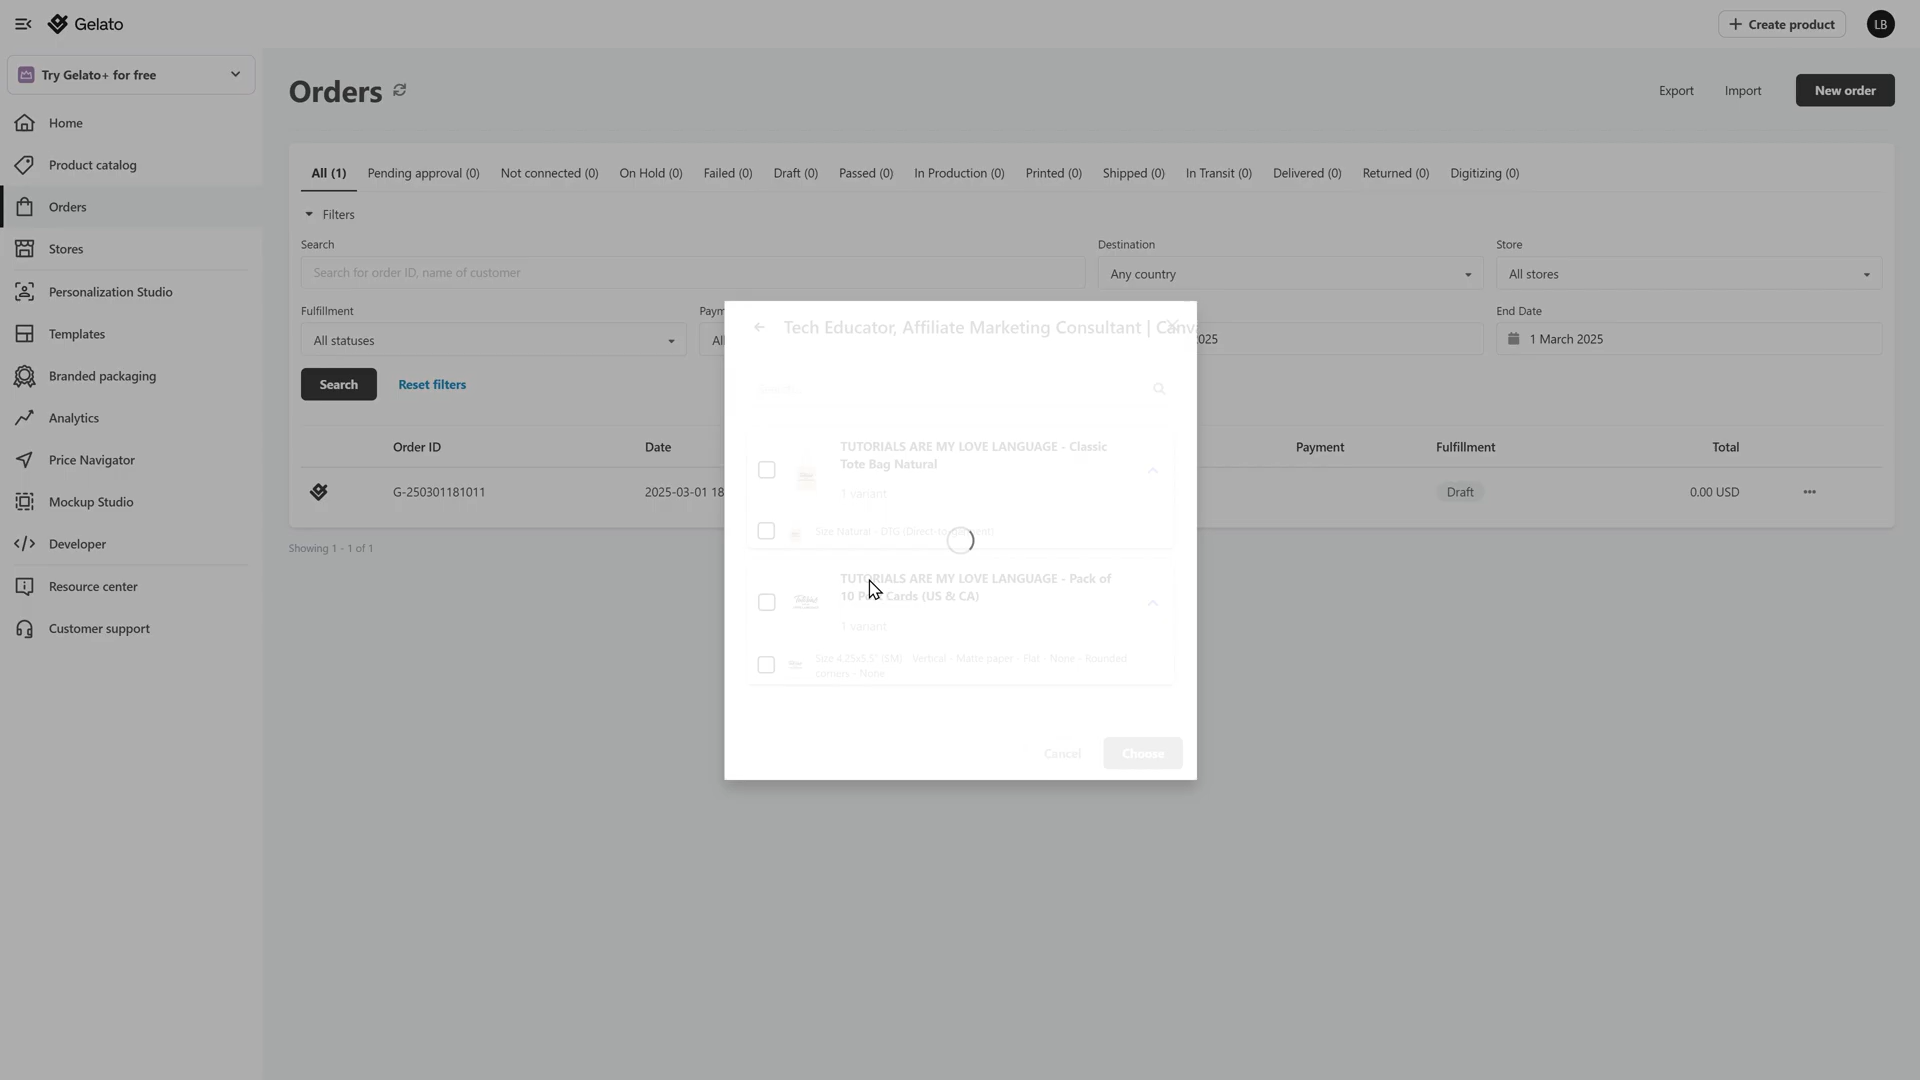 Gelato
Create product
LB
Try Gelato+ for free
Home
Product catalog
Orders
Stores
Personalization Studio
Templates
Branded packaging
Analytics
Price Navigator
Mockup Studio
Developer
Resource center
Customer support
Orders
Export
Import
New order
All (1) Pending approval (0) Not connected (0) On Hold (0) Failed (0) Draft (0) Passed (0) In Production (0) Printed (0) Shipped (0) In Transit (0) Delivered (0) Returned (0) Digitizing (0)
Filters
Search
Search for order ID, name of customer
Destination
Any country
Store
All stores
Fulfillment
All statuses
Paym
All
2025
End Date
1 March 2025
Search
Reset filters
Order ID Date Payment Fulfillment Total
G-250301181011 2025-03-01 18 Draft 0.00 USD
Showing 1 - 1 of 1
Tech Educator, Affiliate Marketing Consultant | Canva
Search...
TUTORIALS ARE MY LOVE LANGUAGE - Classic
Tote Bag Natural
1 variant
Size Natural - DTG (Direct-to-garment)
TUTORIALS ARE MY LOVE LANGUAGE - Pack of
10 Post Cards (US & CA)
1 variant
Size 4.25x5.5" (SM) - Vertical - Matte paper - Flat - None - Rounded
corners - None
Cancel
Choose